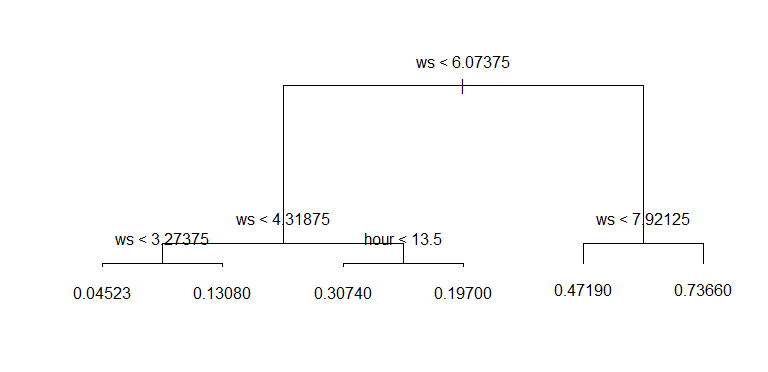 ws < 6.07375
ws < 4.31875
ws < 7.92125
ws < 3.27375
hour < 13.5
0.04523
0.13080
0.30740
0.19700
0.47190
0.73660